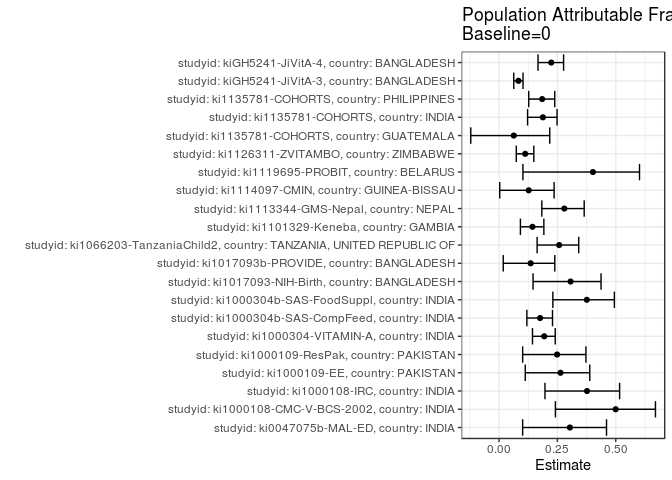 Population Attributable Fra
Baseline=0
studyid: kiGH5241-JiVitA-4, country: BANGLADESH
studyid: kiGH5241-JiVitA-3, country: BANGLADESH
studyid: ki1135781-COHORTS, country: PHILIPPINES
studyid: ki1135781-COHORTS, country: INDIA
studyid: ki1135781-COHORTS, country: GUATEMALA
studyid: ki1126311-ZVITAMBO, country: ZIMBABWE
studyid: ki1119695-PROBIT, country: BELARUS
studyid: ki1114097-CMIN, country: GUINEA-BISSAU
studyid: ki1113344-GMS-Nepal, country: NEPAL
studyid: ki1101329-Keneba, country: GAMBIA
studyid: ki1066203-TanzaniaChild2, country: TANZANIA, UNITED REPUBLIC OF
studyid: ki1017093b-PROVIDE, country: BANGLADESH
studyid: ki1017093-NIH-Birth, country: BANGLADESH
studyid: ki1000304b-SAS-FoodSuppl, country: INDIA
studyid: ki1000304b-SAS-CompFeed, country: INDIA
studyid: ki1000304-VITAMIN-A, country: INDIA
studyid: ki1000109-ResPak, country: PAKISTAN
studyid: ki1000109-EE, country: PAKISTAN
studyid: ki1000108-IRC, country: INDIA
studyid: ki1000108-CMC-V-BCS-2002, country: INDIA
studyid: ki0047075b-MAL-ED, country: INDIA
0.00 0.25 0.50
Estimate